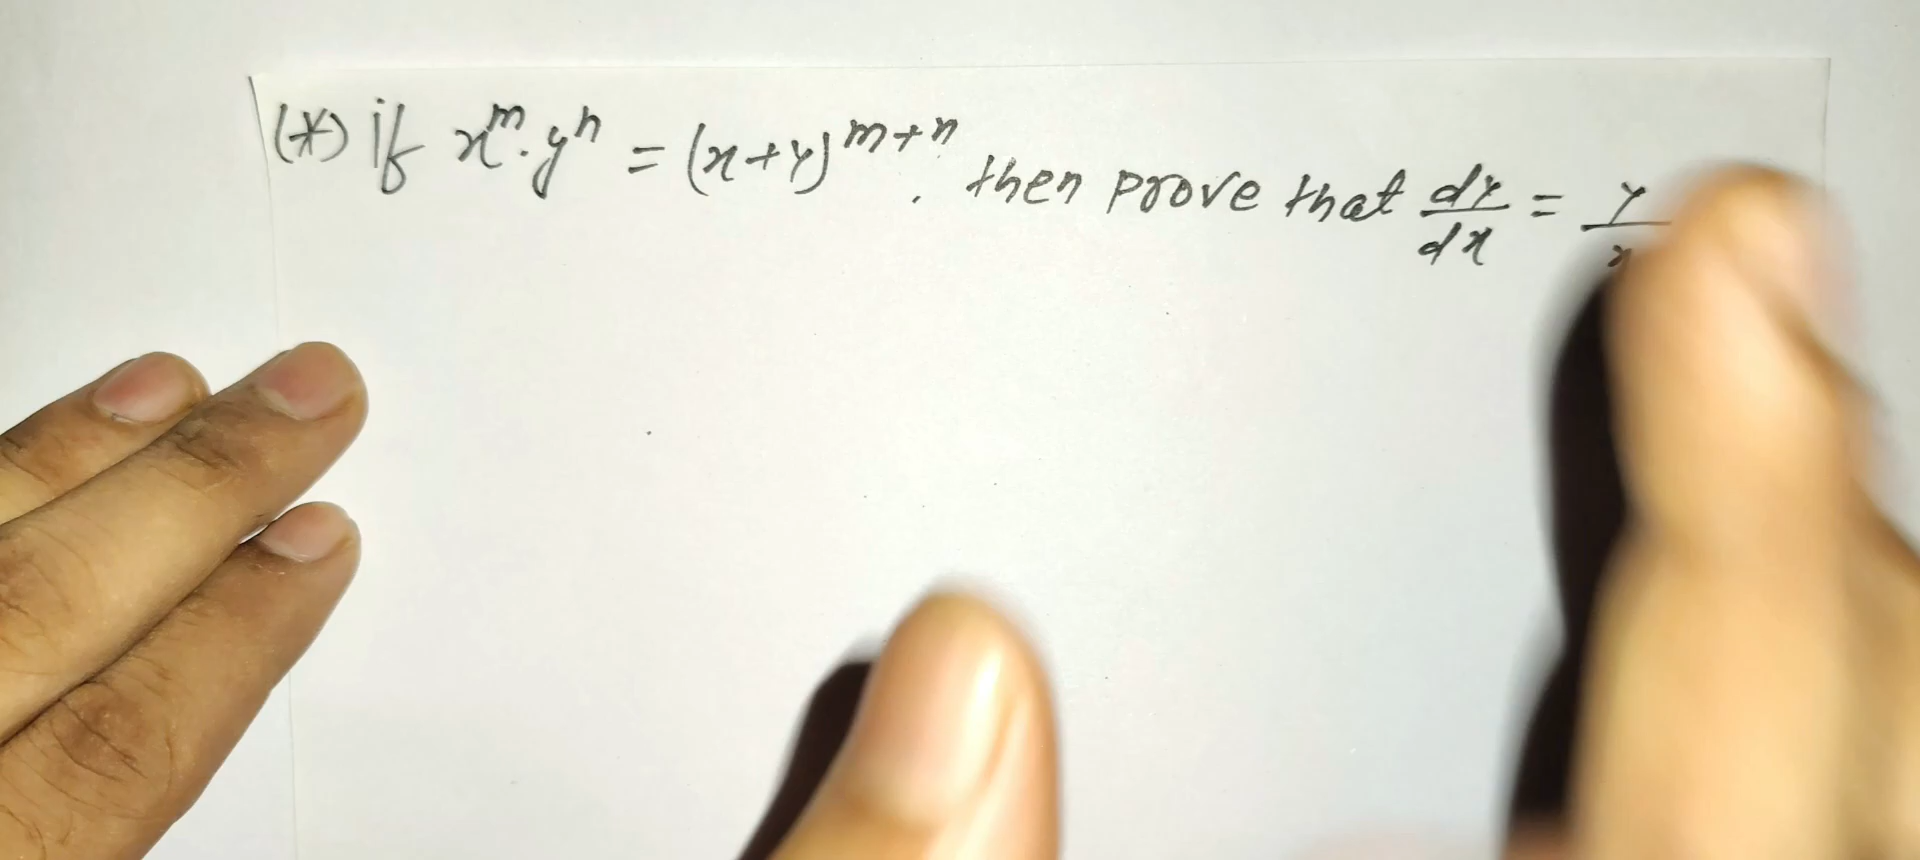 (*) if x^m · y^n = (x+y)^{m+n}. then prove that dy/dx = y/x